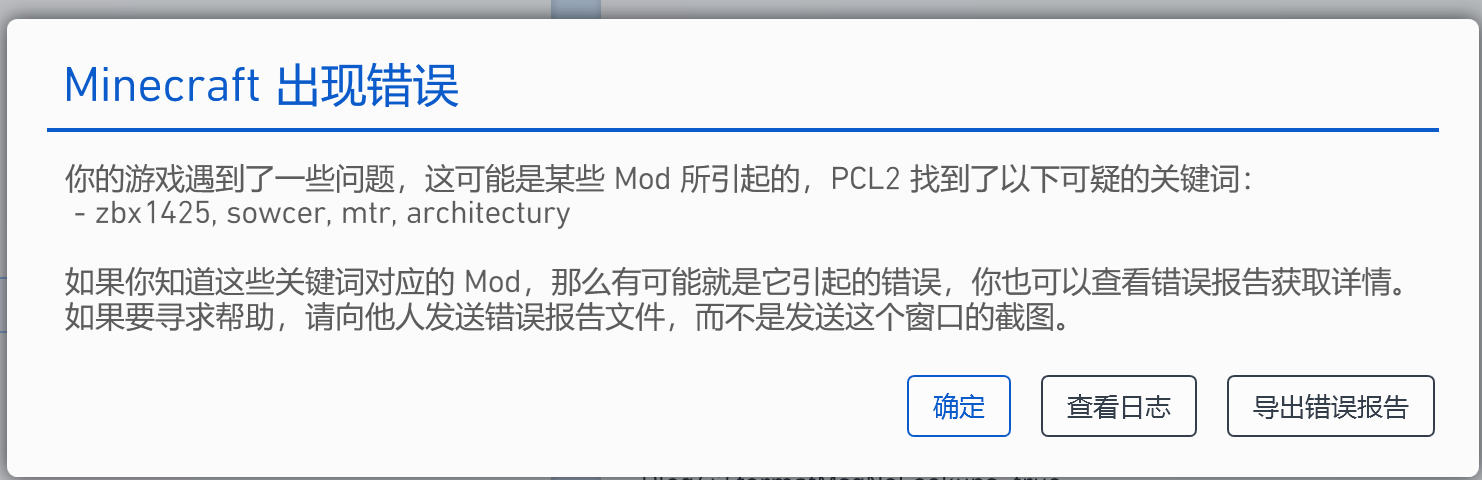 Minecraft 出现错误
你的游戏遇到了一些问题，这可能是某些 Mod 所引起的，PCL2 找到了以下可疑的关键词：
- zbx1425, sowcer, mtr, architectury
如果你知道这些关键词对应的 Mod，那么有可能就是它引起的错误，你也可以查看错误报告获取详情。
如果要寻求帮助，请向他人发送错误报告文件，而不是发送这个窗口的截图。
确定
查看日志
导出错误报告